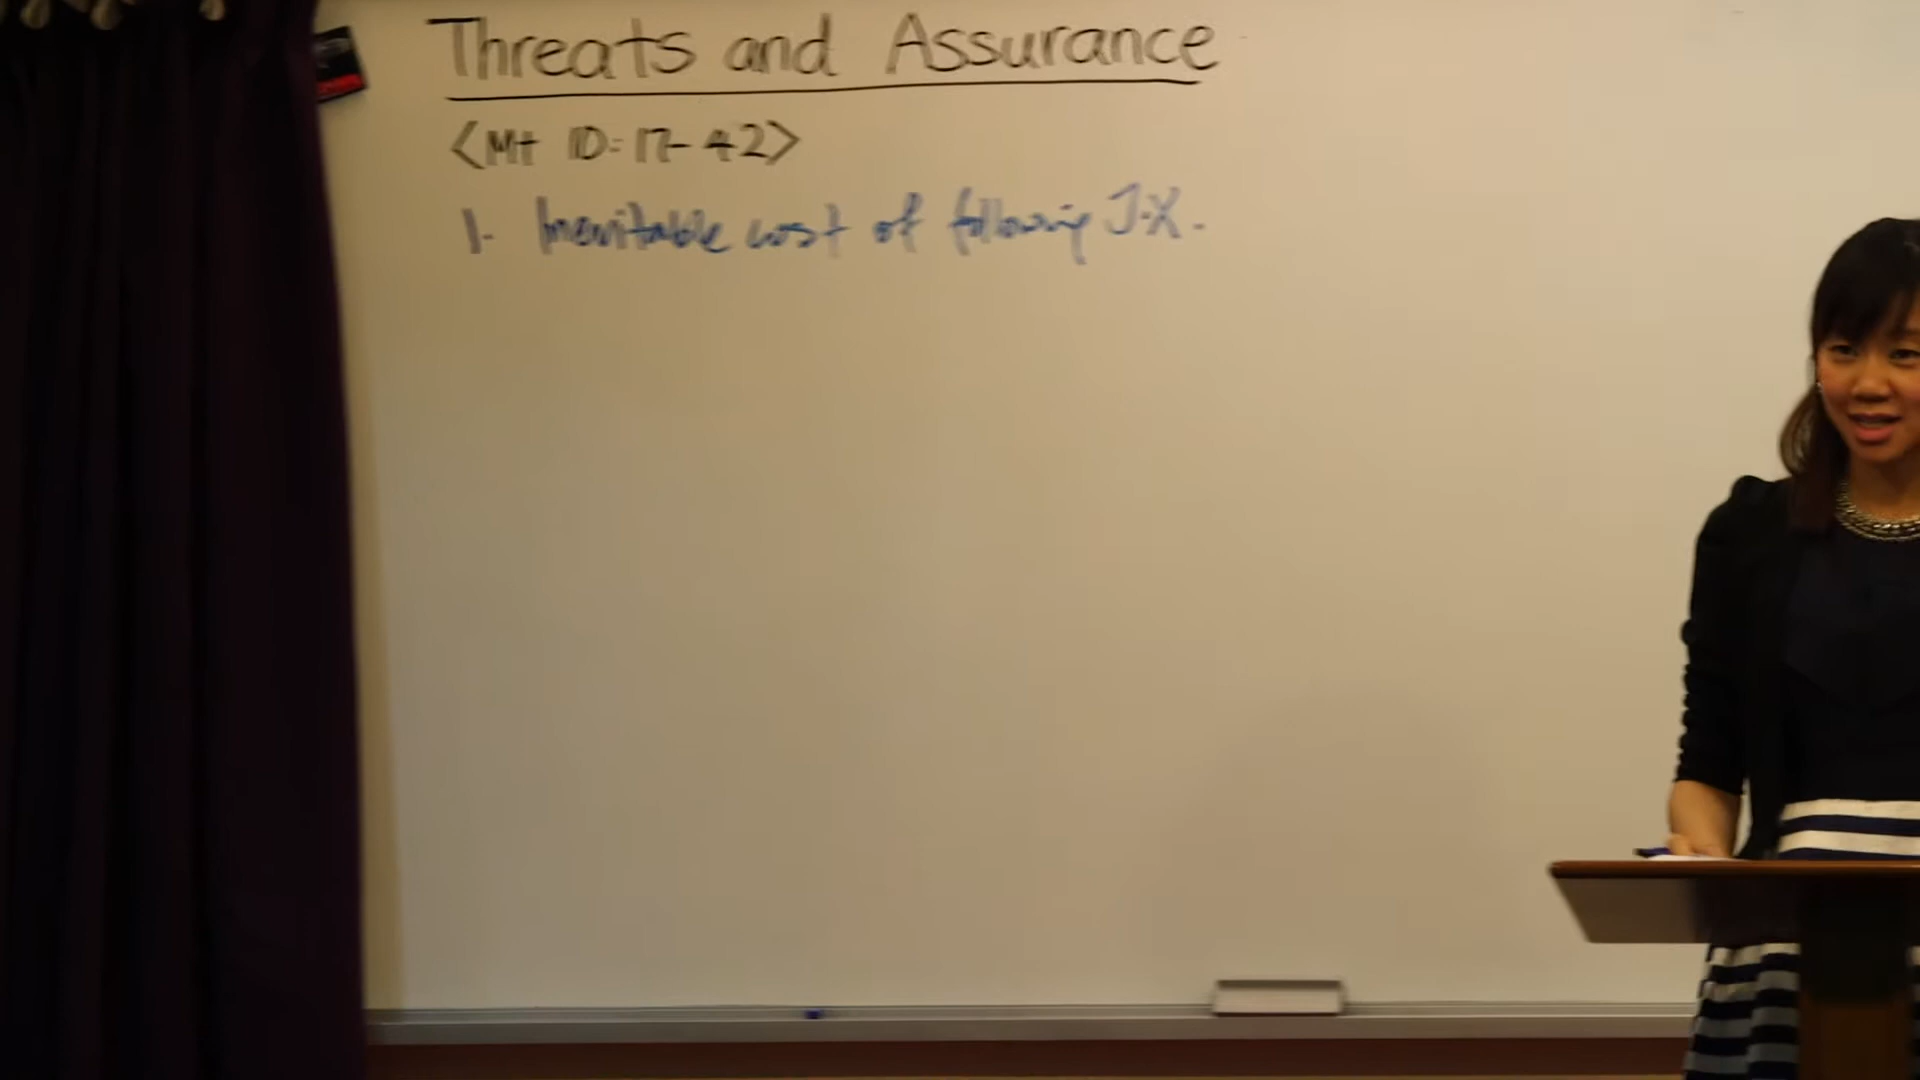 Threats and Assurance
<Mt 10:17-42>
1. Inevitable cost of following J.X.